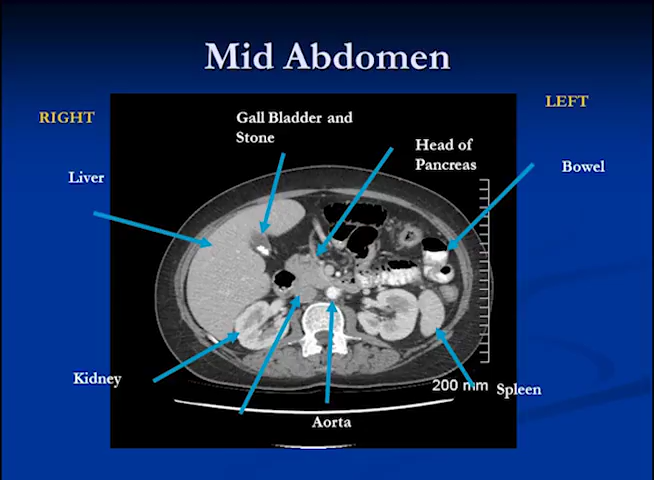 Mid Abdomen
RIGHT
LEFT
Gall Bladder and
Stone
Head of
Pancreas
Bowel
Liver
Kidney
200 mm
Spleen
Aorta